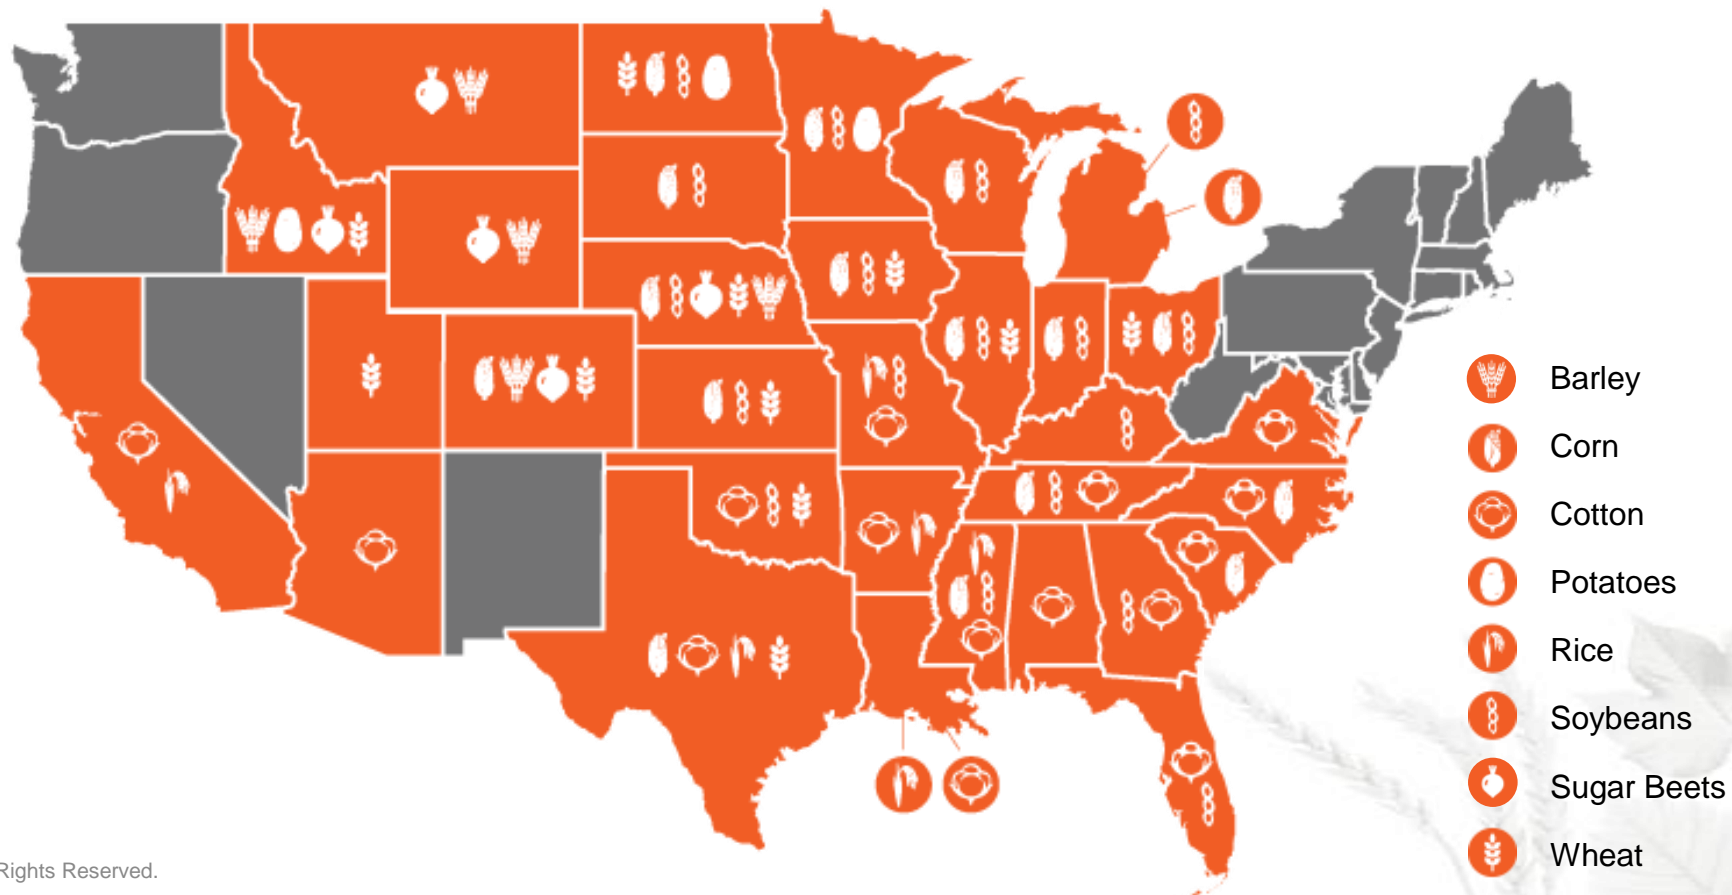 Barley
Corn
Cotton
Potatoes
Rice
Soybeans
Sugar Beets
Wheat
Rights Reserved.